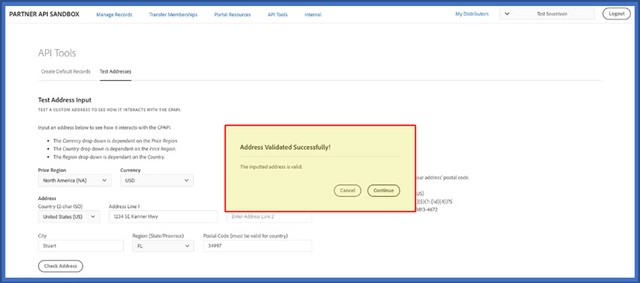 PARTNER API SANDBOX
Manage Records
Transfer Memberships
Portal Resources
API Tools
Internal
My Distributors
Test Seventeen
Logout
API Tools
Create Default Records
Test Addresses
Test Address Input
TEST A CUSTOM ADDRESS TO SEE HOW IT INTERACTS WITH THE CPAPI.
Input an address below to see how it interacts with the CPAPI.
The Currency drop down is dependent on the Price Region.
The Country drop down is dependent on the Price Region.
The Region drop down is dependent on the Country.
Address Validated Successfully!
The inputted address is valid.
Cancel
Continue
our address' postal code.
Price Region
Currency
North America (NA)
USD
Address
Country (2-char ISO)
Address Line 1
United States (US)
1234 SE Kanner Hwy
Enter Address Line 2
City
Region (State/Province)
Postal Code (must be valid for country)
Stuart
FL
34997
Check Address